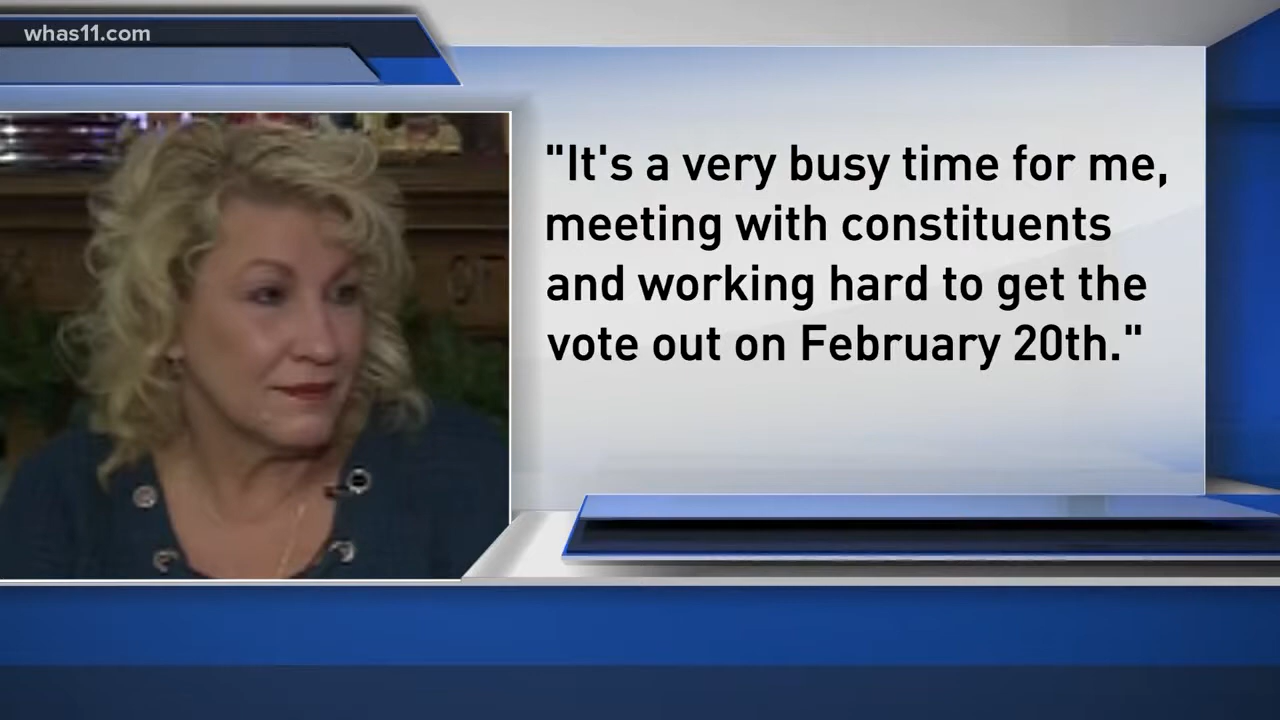 whas11.com
"It's a very busy time for me,
meeting with constituents
and working hard to get the
vote out on February 20th."